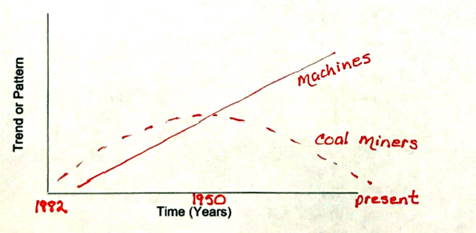 Trend or Pattern
Machines
coal miners
1882
1950
present
Time (Years)